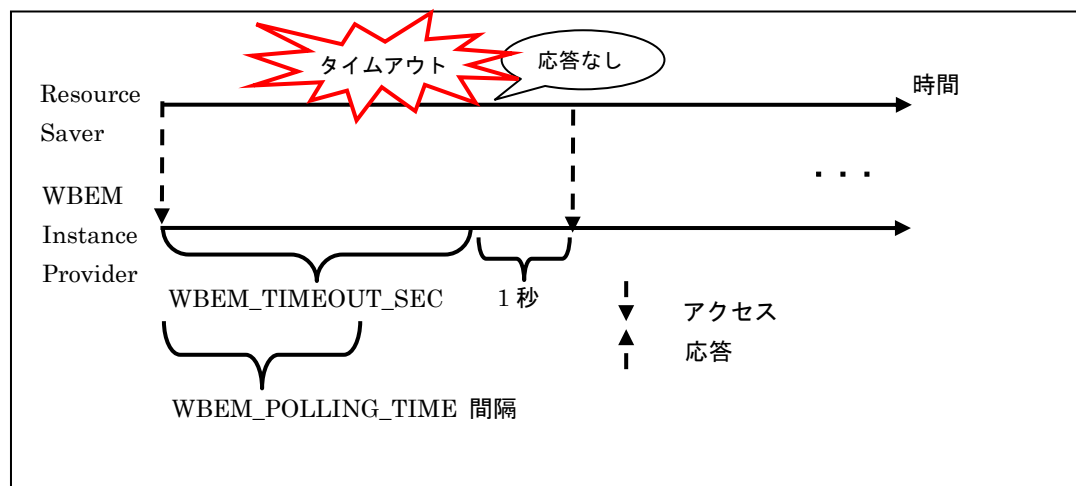 タイムアウト
応答なし
時間
Resource
Saver
・・・
WBEM
Instance
Provider
WBEM_TIMEOUT_SEC
1 秒
アクセス
応答
WBEM_POLLING_TIME 間隔